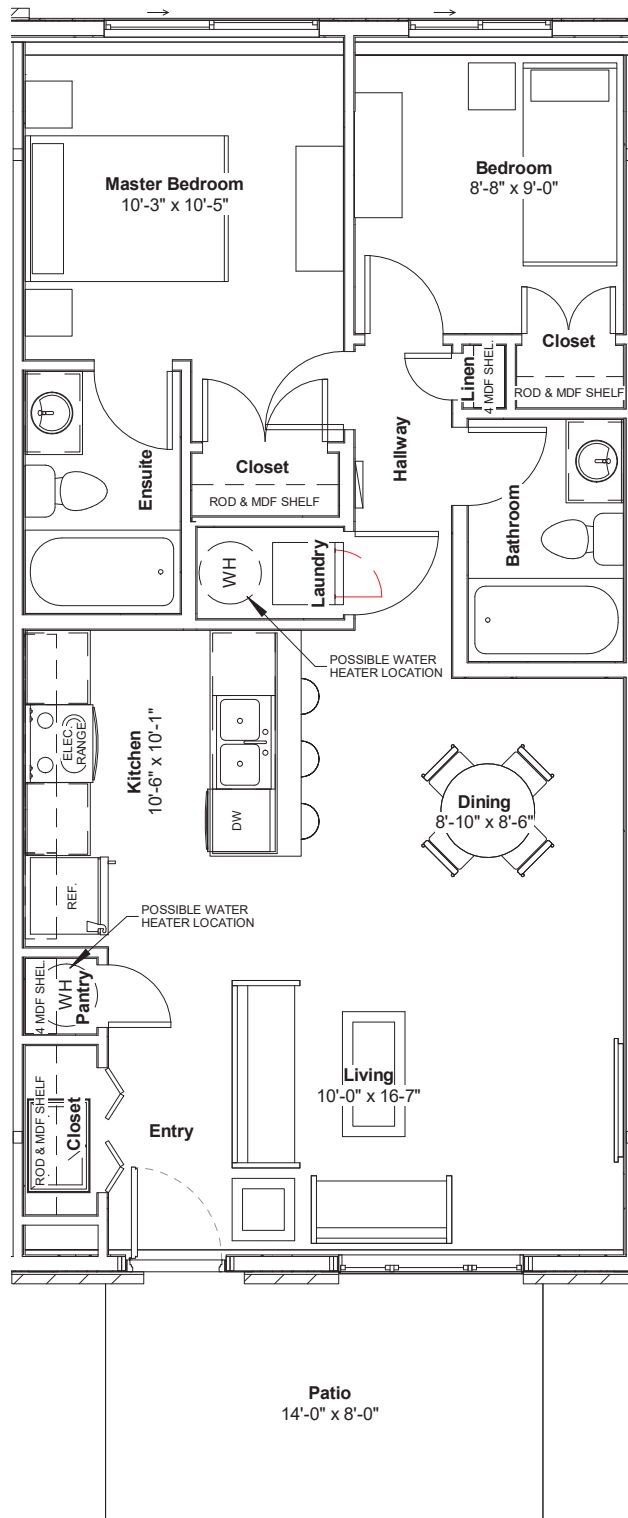 Master Bedroom
10'-3" x 10'-5"
Bedroom
8'-8" x 9'-0"
Closet
ROD & MDF SHELF
Linen
4 MDF SHEL.
Hallway
Ensuite
Closet
ROD & MDF SHELF
Bathroom
WH
Laundry
POSSIBLE WATER
HEATER LOCATION
Kitchen
10'-6" x 10'-1"
ELEC.
RANGE
DW
REF.
Dining
8'-10" x 8'-6"
POSSIBLE WATER
HEATER LOCATION
4 MDF SHEL.
WH
Pantry
Living
10'-0" x 16-7"
ROD & MDF SHELF
Closet
Entry
Patio
14'-0" x 8'-0"